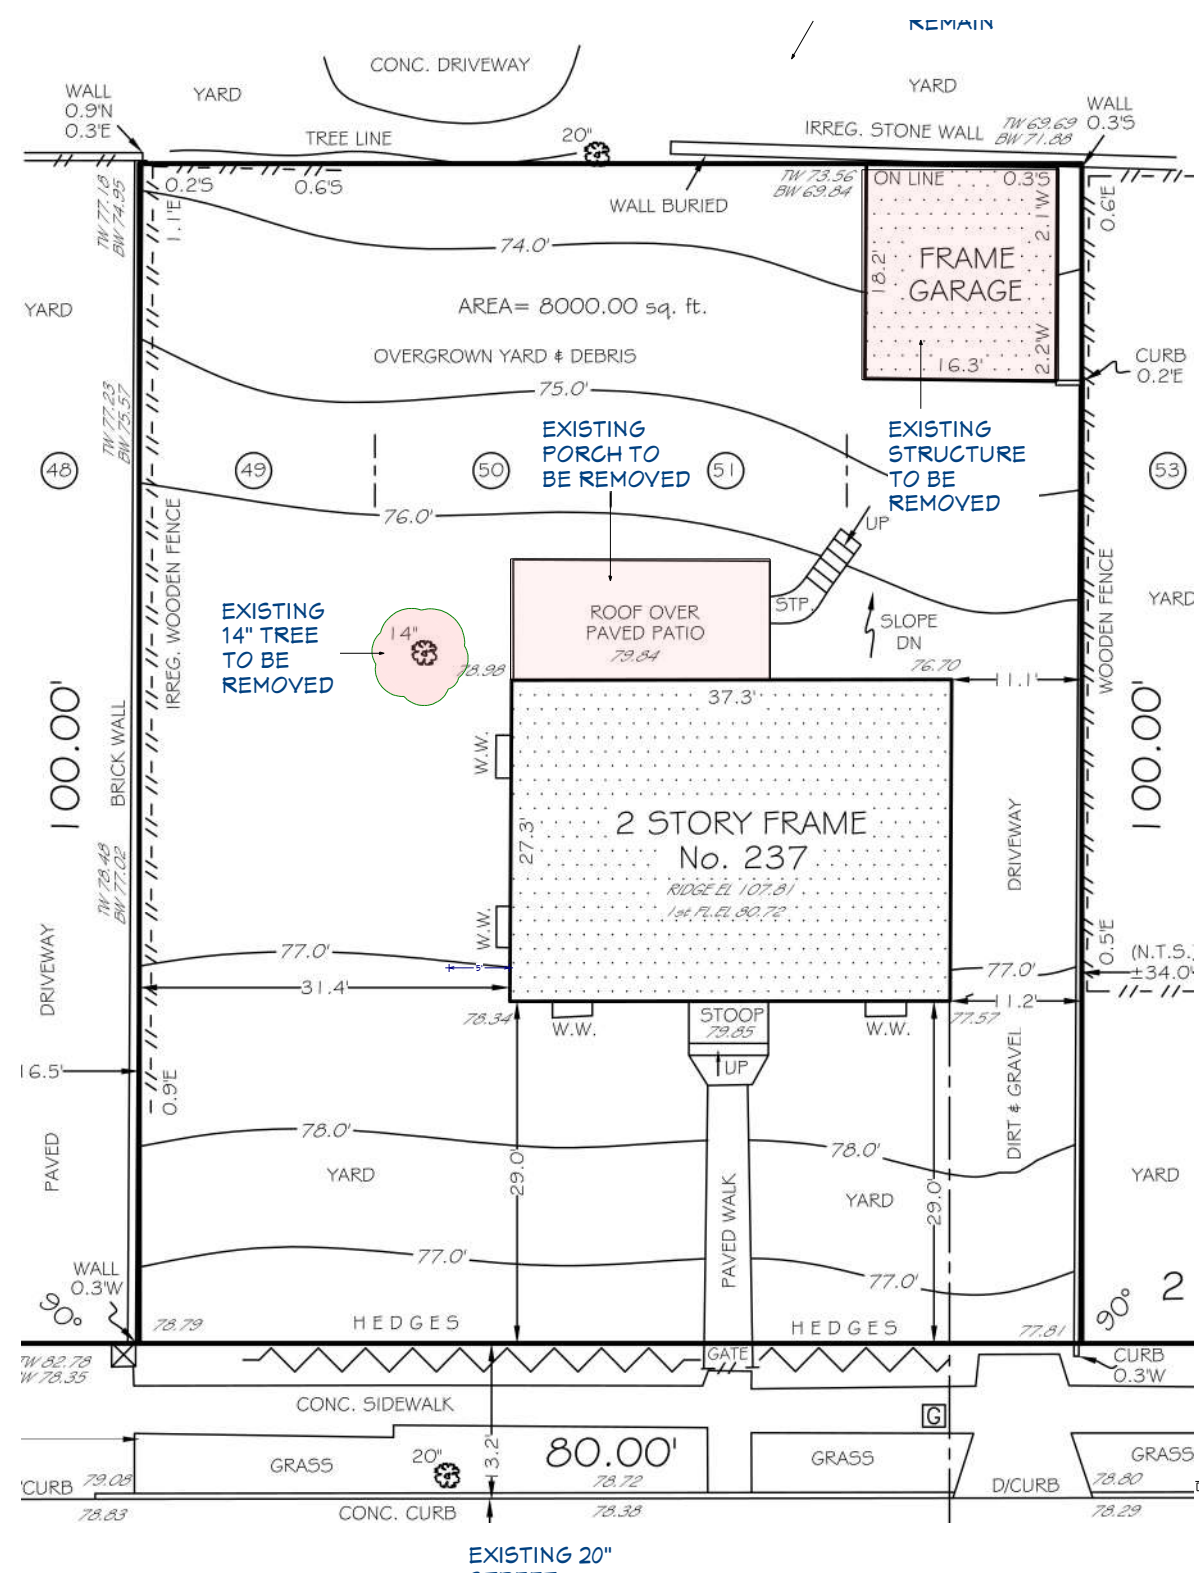 REMAIN
CONC. DRIVEWAY
YARD
YARD
WALL
0.9'N
0.3'E
WALL
0.3'S
TREE LINE
20"
IRREG. STONE WALL
TW 69.69
BW 71.88
0.2'S
0.6'S
1.1'E
TW 77.18
BW 74.95
WALL BURIED
TW 73.56
BW 69.84
ON LINE
0.3'S
2.1'W
0.6'E
74.0'
18.2'
FRAME
GARAGE
YARD
AREA= 8000.00 sq. ft.
OVERGROWN YARD & DEBRIS
2.2'W
16.3'
CURB
0.2'E
75.0'
TW 77.23
BW 75.57
EXISTING
PORCH TO
BE REMOVED
EXISTING
STRUCTURE
TO BE
REMOVED
48
49
50
51
53
76.0'
UP
IRREG. WOODEN FENCE
WOODEN FENCE
EXISTING
14" TREE
TO BE
REMOVED
14"
ROOF OVER
PAVED PATIO
79.84
STP.
SLOPE
DN
YARD
78.98
76.70
100.00'
BRICK WALL
37.3'
11.1'
100.00'
W.W.
27.3'
2 STORY FRAME
No. 237
RIDGE EL 107.81
1st FL.EL 80.72
DRIVEWAY
TW 78.48
BW 77.02
W.W.
DRIVEWAY
77.0'
5'
77.0'
0.5'E
(N.T.S.)
±34.0'
31.4'
11.2'
78.34
W.W.
STOOP
79.85
W.W.
77.57
UP
16.5'
0.9'E
DIRT & GRAVEL
78.0'
78.0'
PAVED
YARD
29.0'
PAVED WALK
YARD
29.0'
YARD
77.0'
77.0'
WALL
0.3'W
90°
90°
2
78.79
HEDGES
HEDGES
77.81
TW 82.78
W 78.35
GATE
CURB
0.3'W
CONC. SIDEWALK
G
GRASS
20"
3.2'
80.00'
78.72
GRASS
GRASS
/CURB
79.08
D/CURB
78.80
78.83
CONC. CURB
78.38
78.29
EXISTING 20"